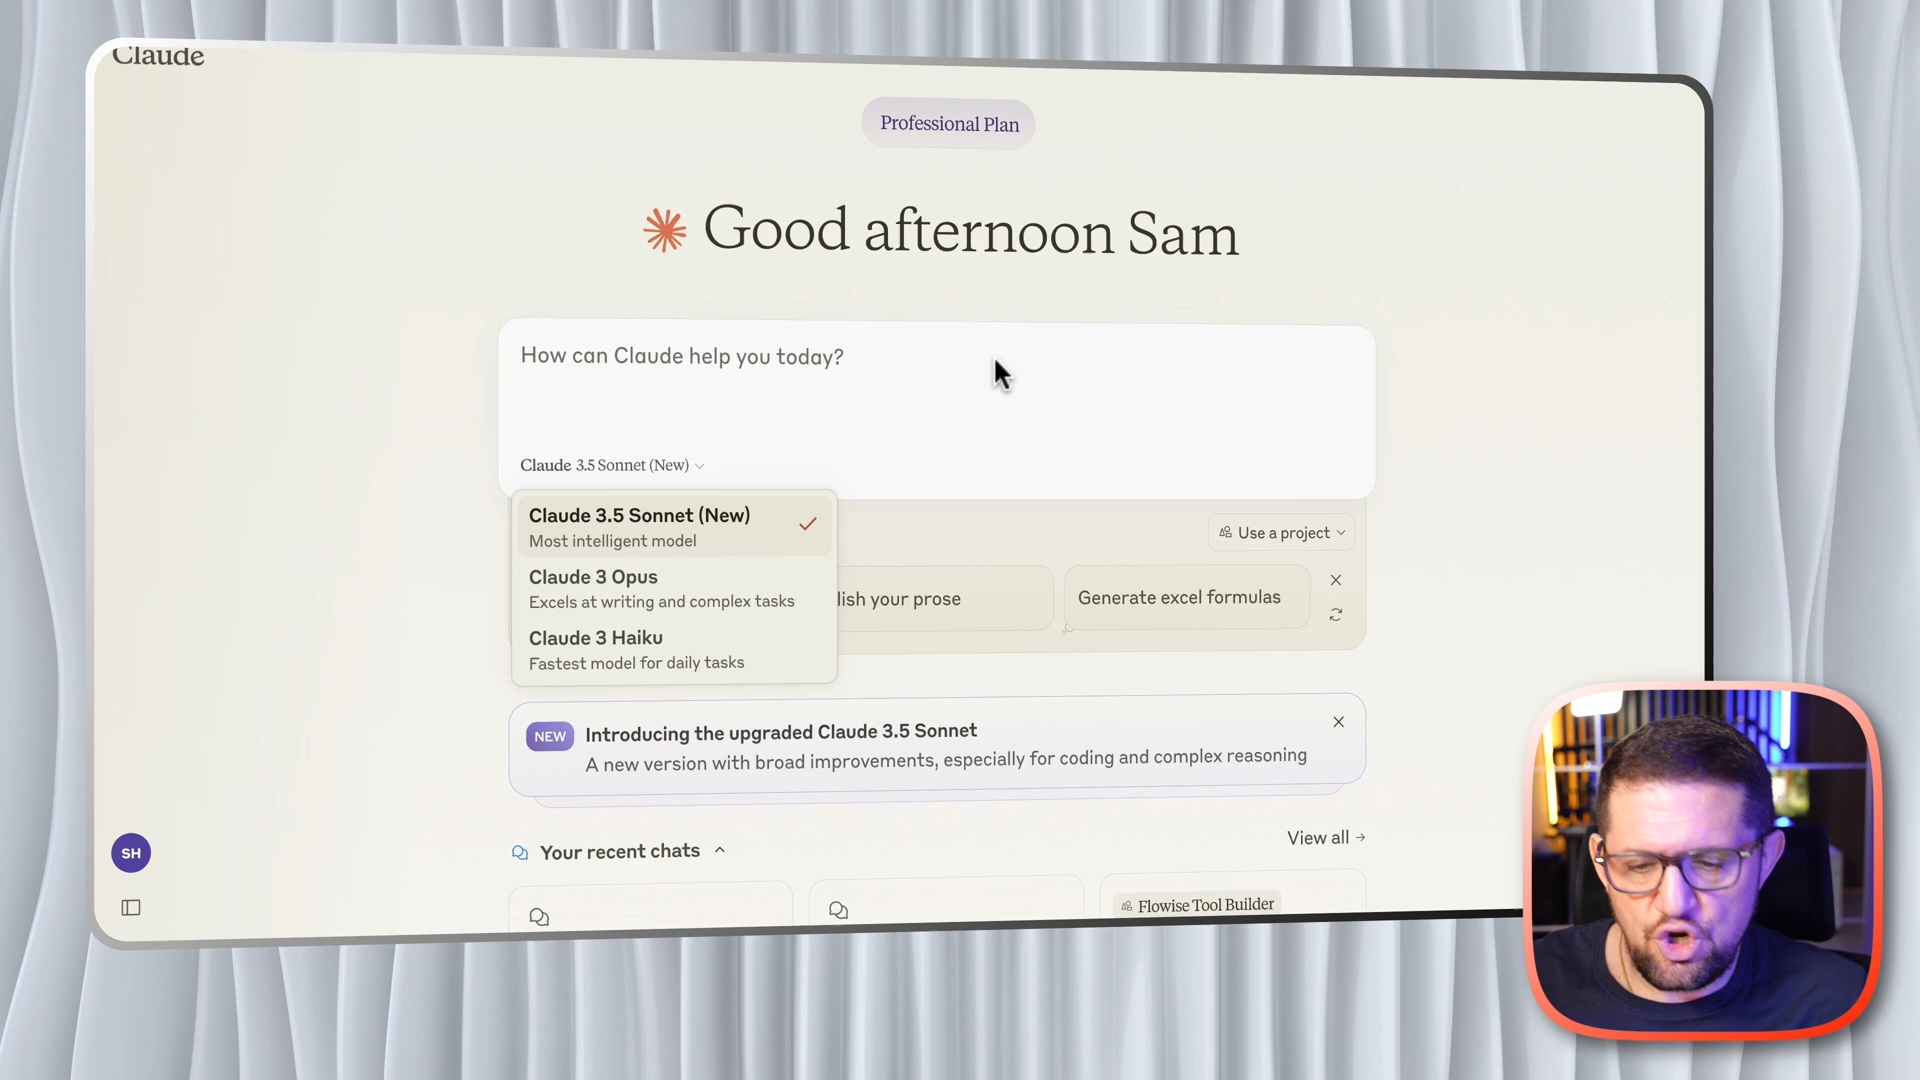 Claude
Professional Plan
Good afternoon Sam
How can Claude help you today?
Claude 3.5 Sonnet (New)
Claude 3.5 Sonnet (New)
Most intelligent model
Claude 3 Opus
Excels at writing and complex tasks
Claude 3 Haiku
Fastest model for daily tasks
Use a project
lish your prose
Generate excel formulas
NEW
Introducing the upgraded Claude 3.5 Sonnet
A new version with broad improvements, especially for coding and complex reasoning
Your recent chats
View all
SH
Flowise Tool Builder